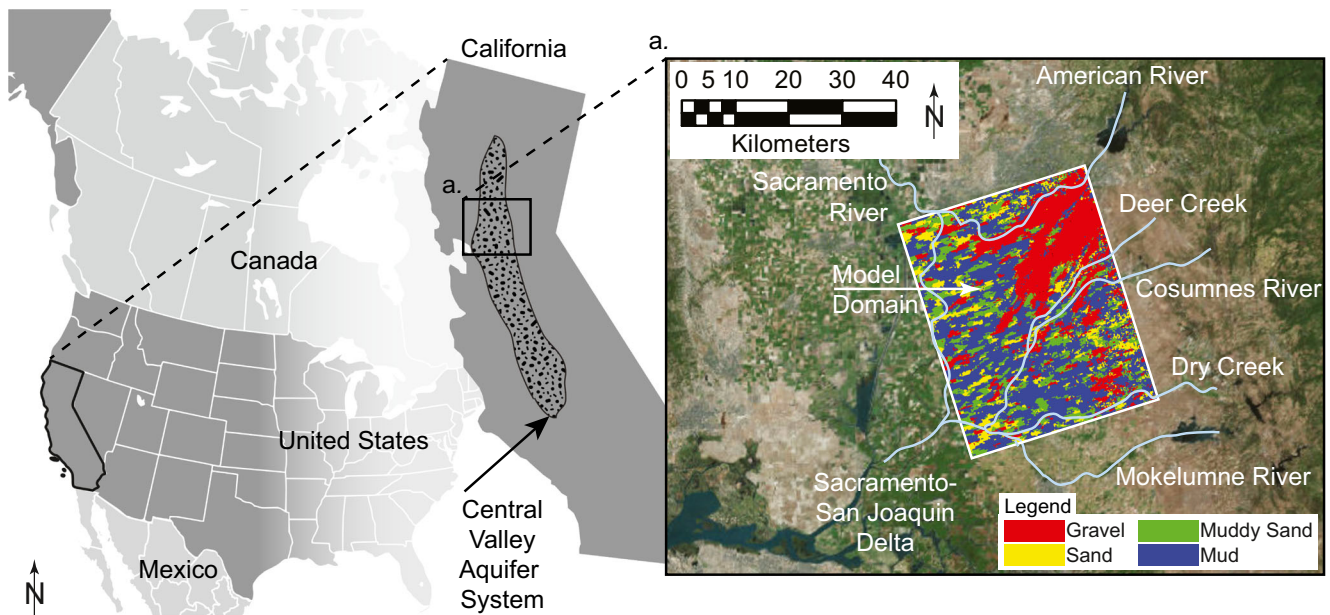 California
a.
Canada
United States
Mexico
N
Central
Valley
Aquifer
System
a.
0 5 10 20 30 40
Kilometers
N
American River
Sacramento
River
Deer Creek
Model
Domain
Cosumnes River
Dry Creek
Mokelumne River
Sacramento-
San Joaquin
Delta
Legend
Gravel
Muddy Sand
Sand
Mud